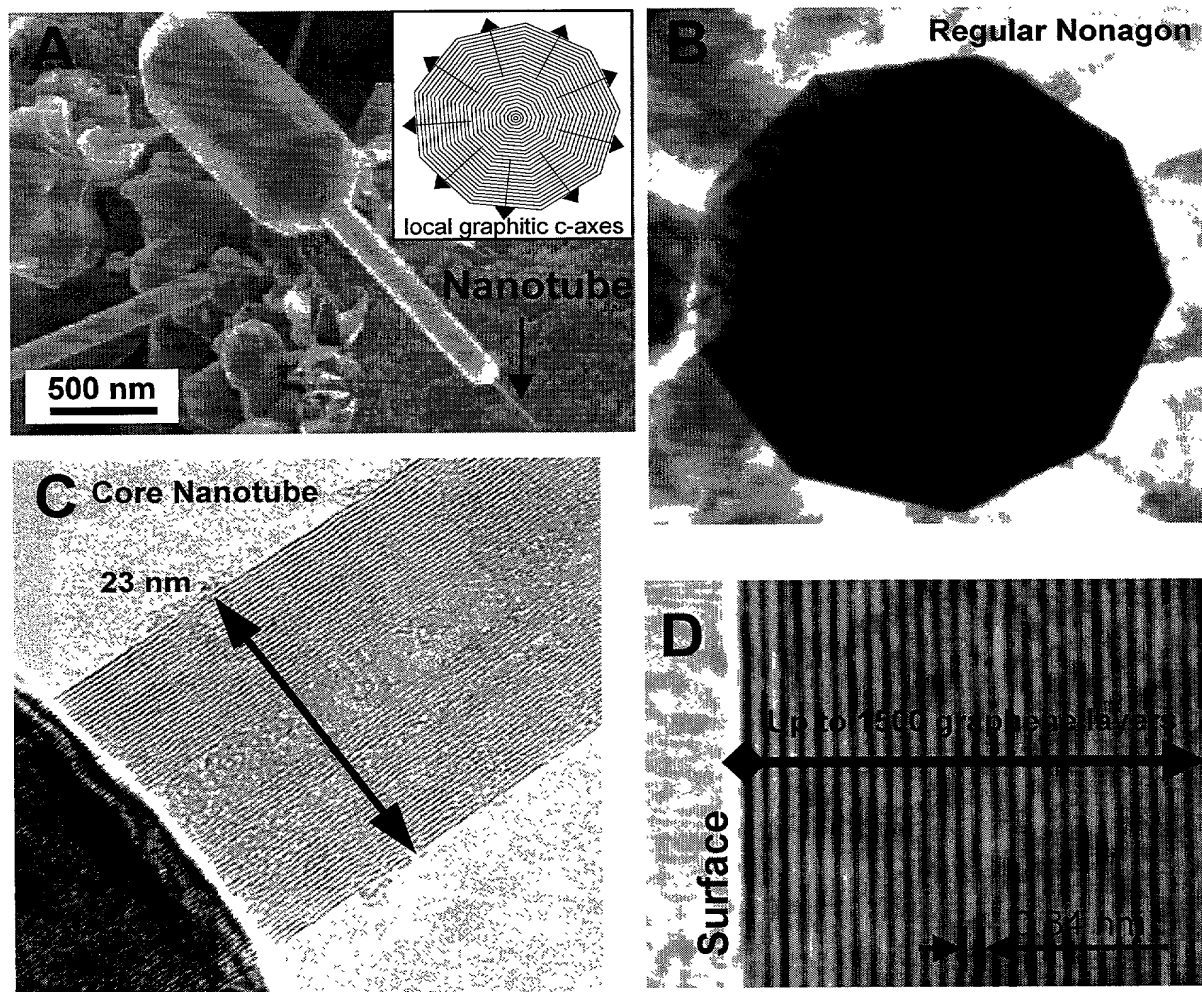 A
local graphitic c-axes
Nanotube
500 nm
B
Regular Nonagon
C Core Nanotube
23 nm
D
Up to 1500 graphene layers
Surface
0.34 nm